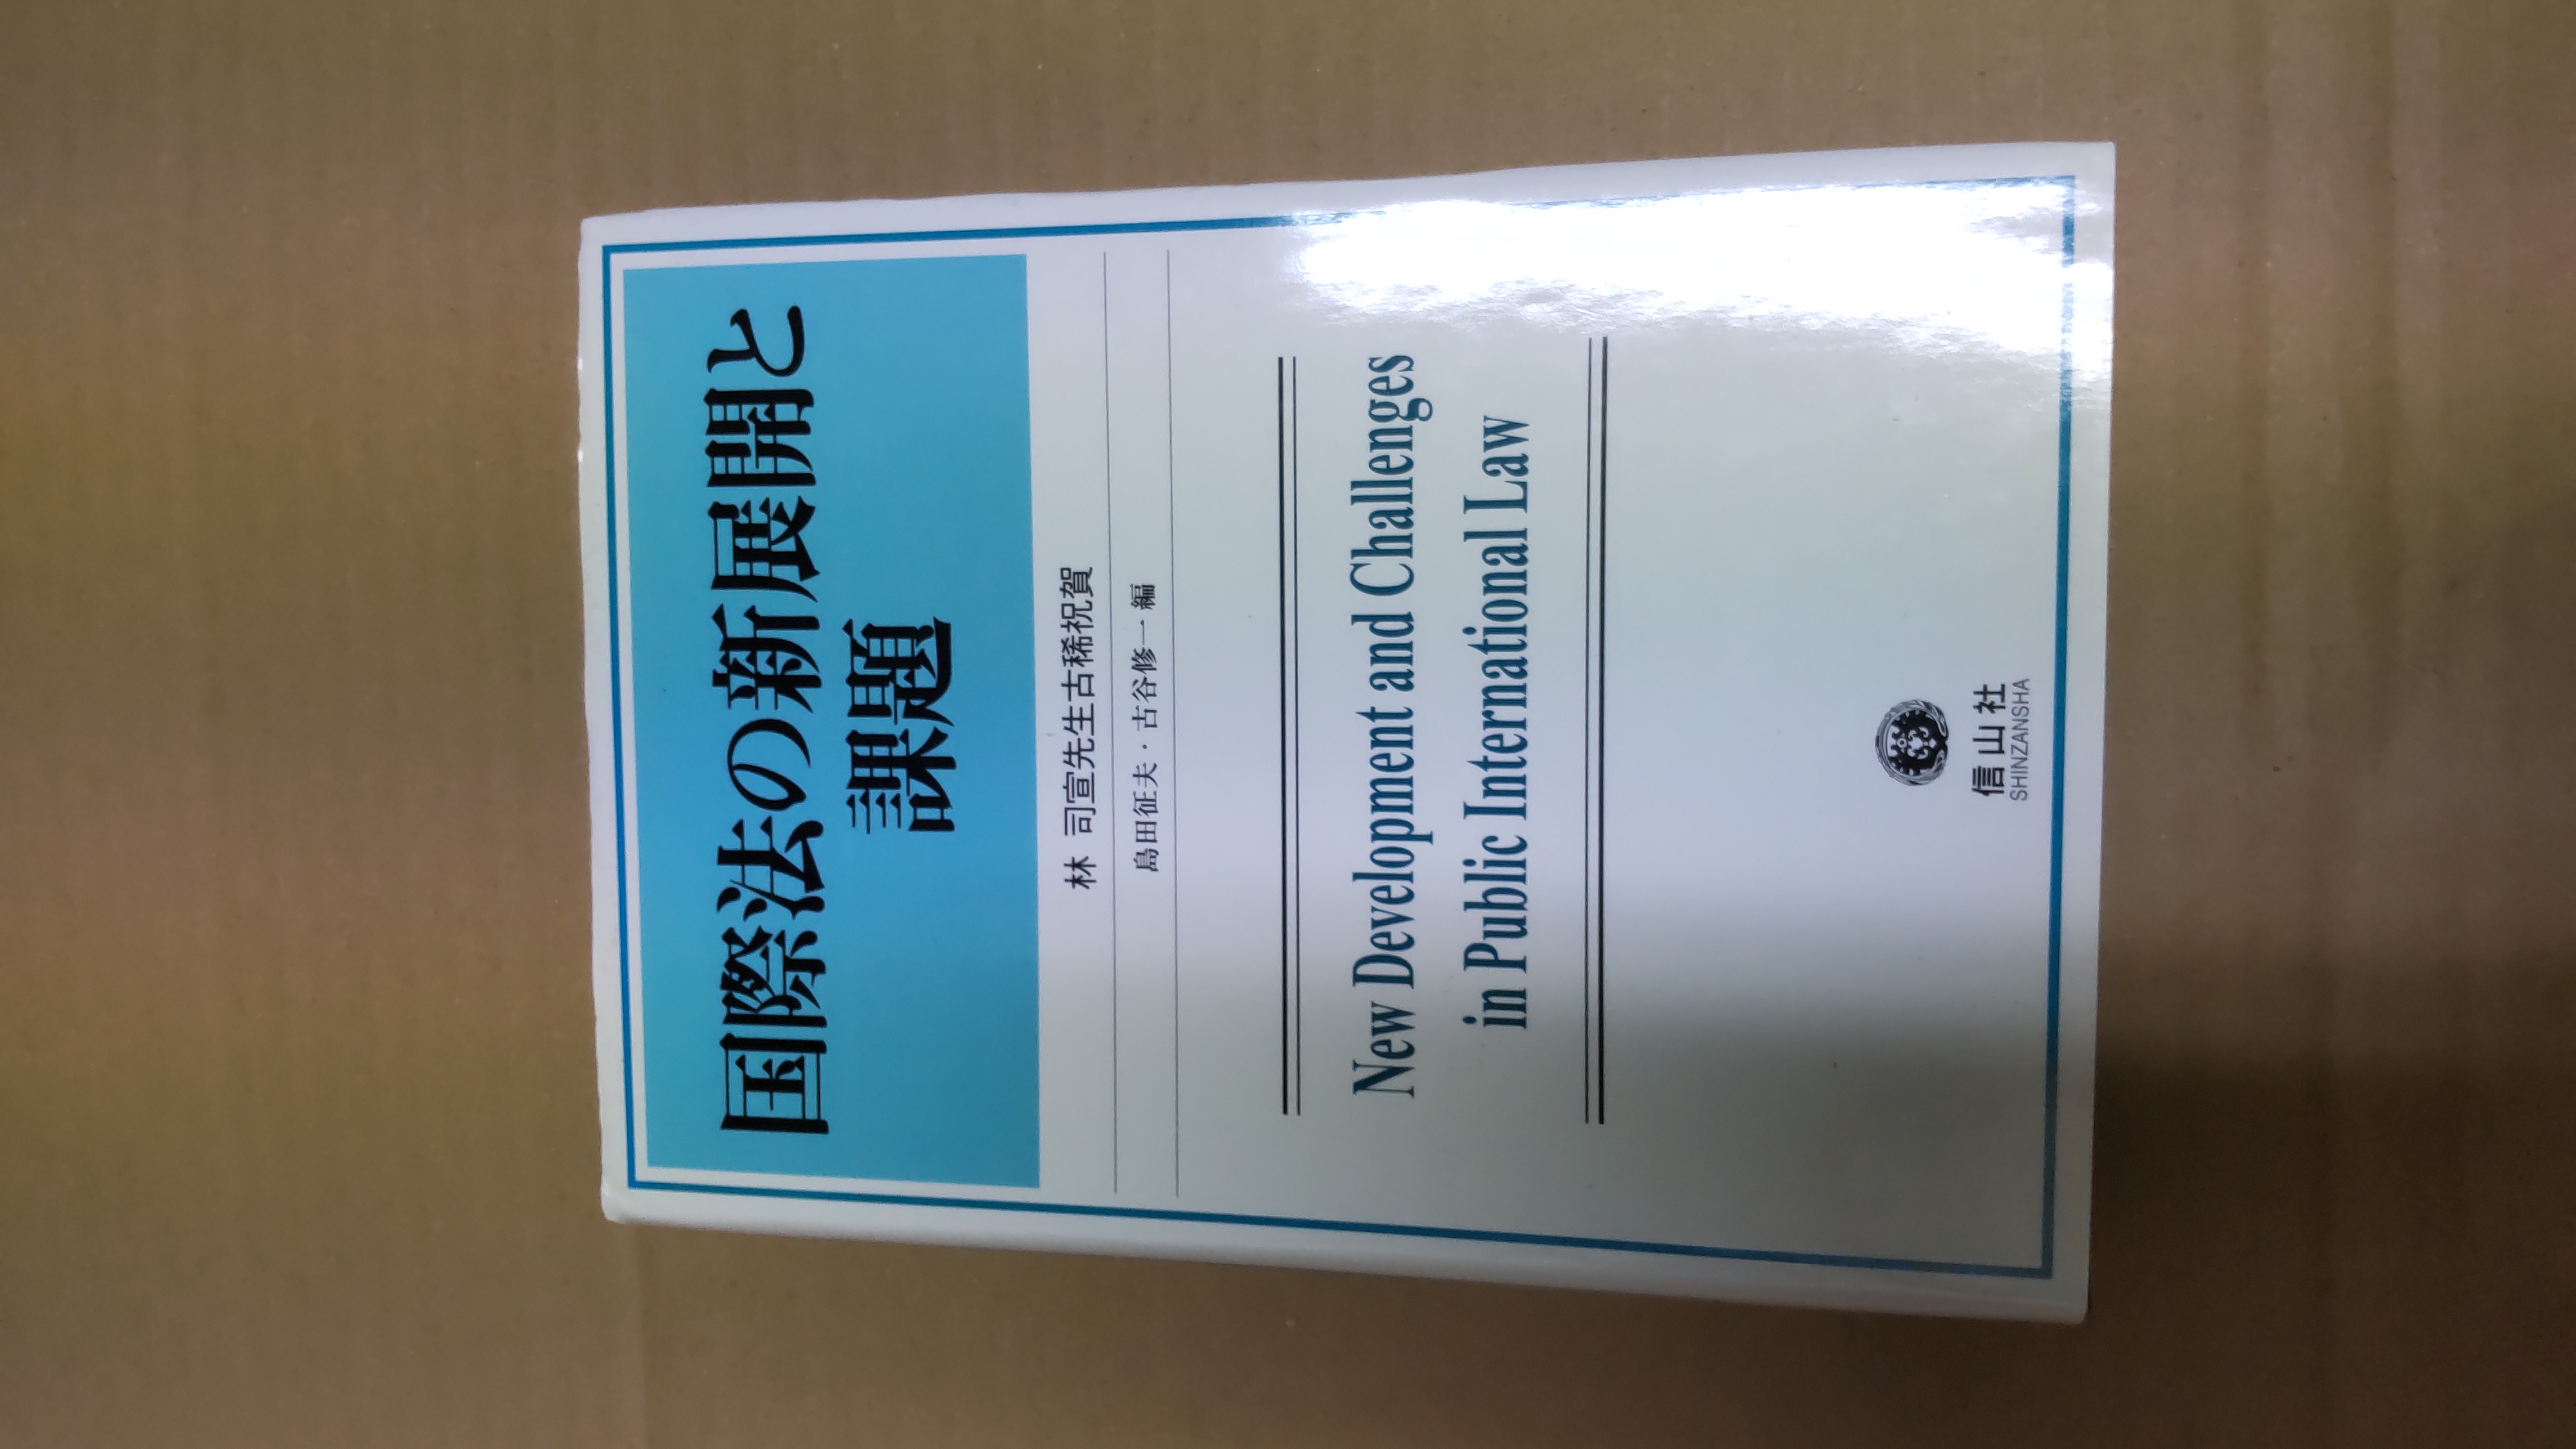 国際法の新展開と
課題
林 司宣先生古稀祝賀
島田征夫・古谷修一 編
New Development and Challenges
in Public International Law
信山社
SHINZANSHA